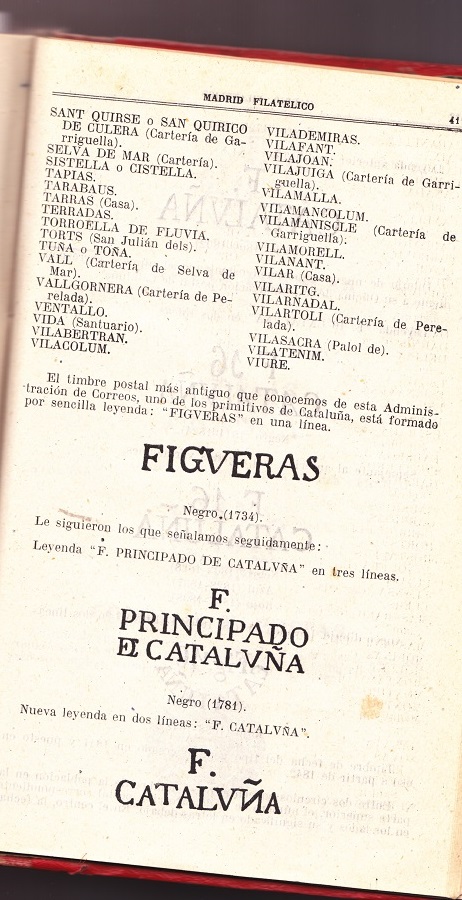 MADRID FILATELICO
41
SANT QUIRSE o SAN QUIRICO
DE CULERA (Cartería de Ga-
rriguella).
SELVA DE MAR (Cartería).
SISTELLA o CISTELLA.
TAPIAS.
TARABAUS.
TARRAS (Casa).
TERRADAS.
TORROELLA DE FLUVIA.
TORTS (San Julián dels).
TUÑA o TOÑA.
VALL (Cartería de Selva de
Mar).
VALLGORNERA (Cartería de Pe-
relada).
VENTALLO.
VIDA (Santuario).
VILABERTRAN.
VILACOLUM.
VILADEMIRAS.
VILAFANT.
VILAJOAN.
VILAJUIGA (Cartería de Garri-
guella).
VILAMALLA.
VILAMANCOLUM.
VILAMANISCLE (Cartería de
Garriguella).
VILAMORELL.
VILANANT.
VILAR (Casa).
VILARITG.
VILARNADAL.
VILARTOLI (Cartería de Pere-
lada).
VILASACRA (Palol de).
VILATENIM.
VIURE.
El timbre postal más antiguo que conocemos de esta Adminis-
tración de Correos, uno de los primitivos de Cataluña, está formado
por sencilla leyenda: "FIGVERAS" en una línea.
FIGVERAS
Negro (1734).
Le siguieron los que señalamos seguidamente:
Leyenda "F. PRINCIPADO DE CATALVÑA" en tres líneas.
F.
PRINCIPADO
DE CATALVÑA
Negro (1781).
Nueva leyenda en dos líneas: "F. CATALVÑA".
F.
CATALVÑA